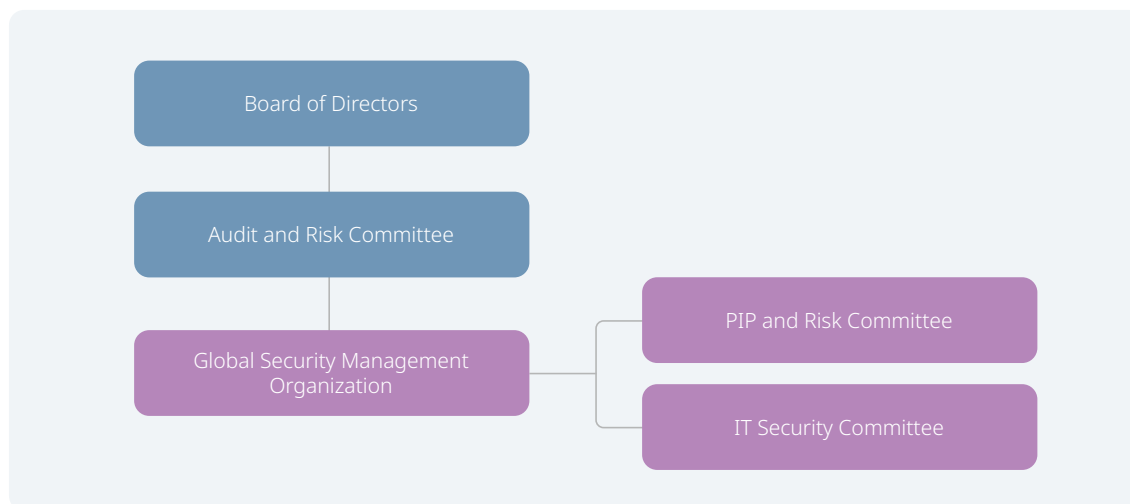 Board of Directors
Audit and Risk Committee
Global Security Management
Organization
PIP and Risk Committee
IT Security Committee